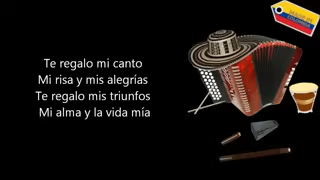 Te regalo mi canto
Mi risa y mis alegrías
Te regalo mis triunfos
Mi alma y la vida mía